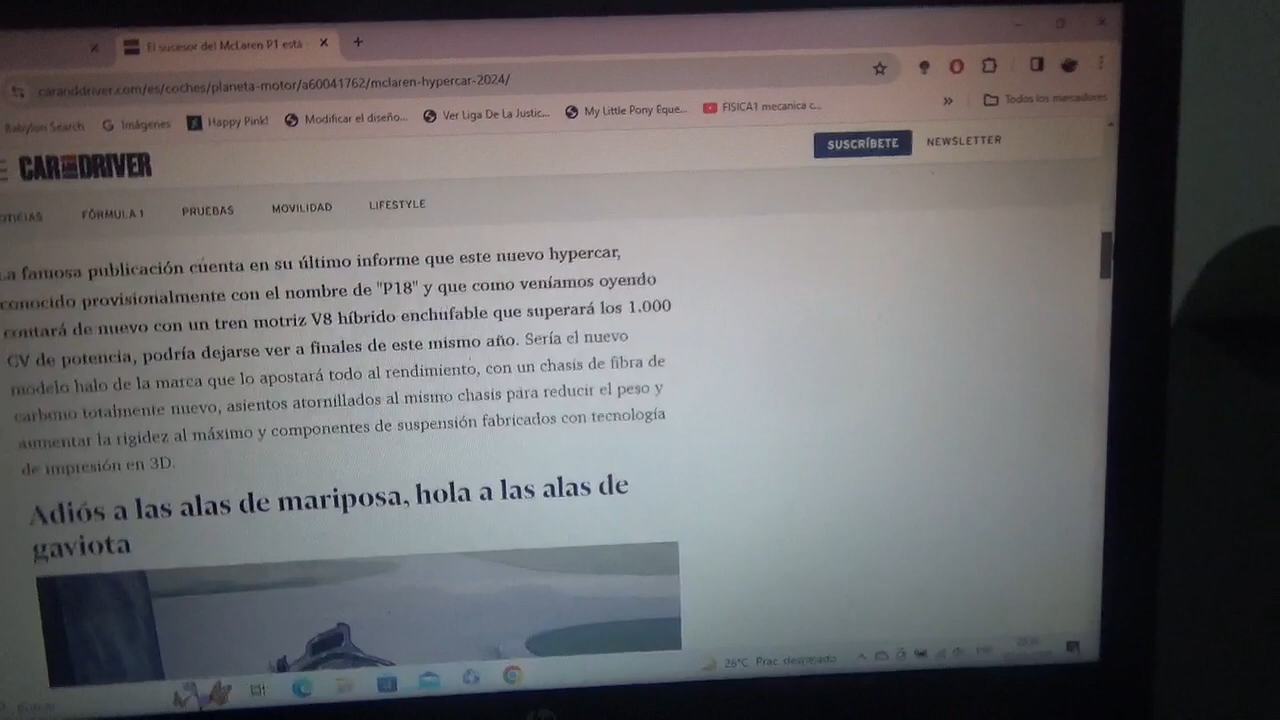 El sucesor del McLaren P1 está
caranddriver.com/es/coches/planeta-motor/a60041762/mclaren-hypercar-2024/
Babylon Search
Imágenes
Happy Pink!
Modificar el diseño...
Ver Liga De La Justic...
My Little Pony Eque...
FISICA1 mecanica c...
Todos los marcadores
CAR AND DRIVER
SUSCRÍBETE
NEWSLETTER
FÓRMULA 1
PRUEBAS
MOVILIDAD
LIFESTYLE
La famosa publicación cuenta en su último informe que este nuevo hypercar,
conocido provisionalmente con el nombre de "P18" y que como veníamos oyendo
contará de nuevo con un tren motriz V8 híbrido enchufable que superará los 1.000
CV de potencia, podría dejarse ver a finales de este mismo año. Sería el nuevo
modelo halo de la marca que lo apostará todo al rendimiento, con un chasis de fibra de
carbono totalmente nuevo, asientos atornillados al mismo chasis para reducir el peso y
aumentar la rigidez al máximo y componentes de suspensión fabricados con tecnología
de impresión en 3D.
Adiós a las alas de mariposa, hola a las alas de
gaviota
26°C Prac. despejado